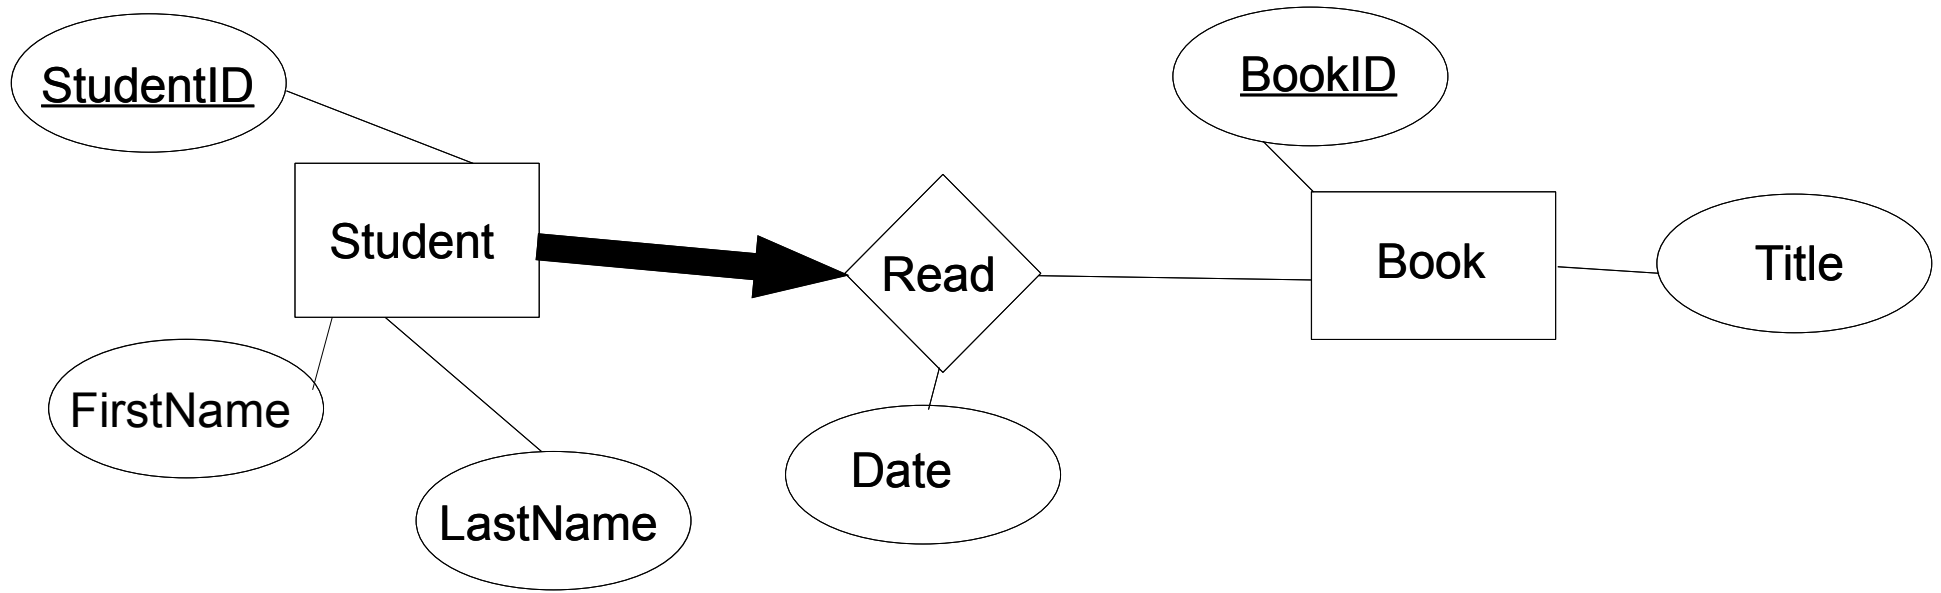 StudentID
BookID
Student
Read
Book
Title
FirstName
Date
LastName